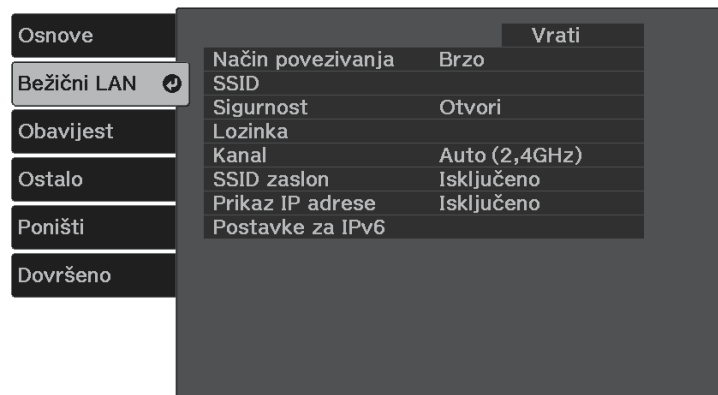 Osnove
Bežični LAN
Obavijest
Ostalo
Poništi
Dovršeno
Vrati
Način povezivanja Brzo
SSID
Sigurnost Otvori
Lozinka
Kanal Auto (2,4GHz)
SSID zaslon Isključeno
Prikaz IP adrese Isključeno
Postavke za IPv6